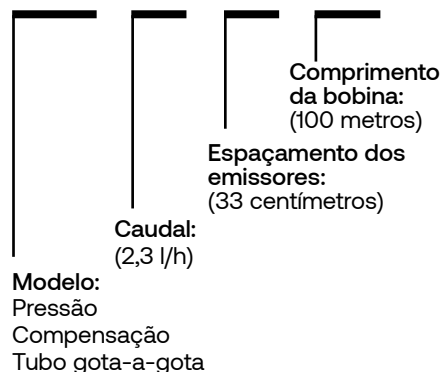 Comprimento
da bobina:
(100 metros)
Espaçamento dos
emissores:
(33 centímetros)
Caudal:
(2,3 l/h)
Modelo:
Pressão
Compensação
Tubo gota-a-gota